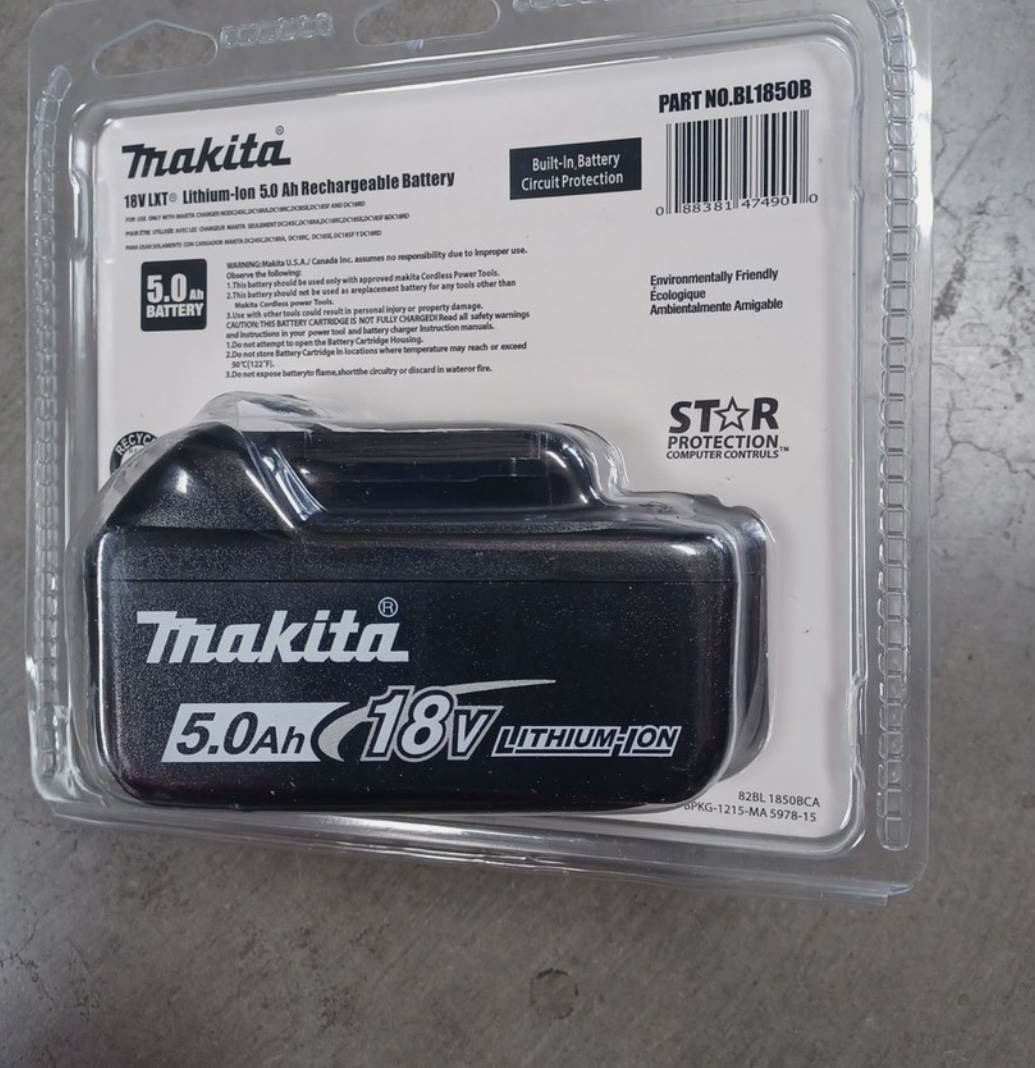 PART NO.BL1850B
makita®
18V LXT® Lithium-Ion 5.0 Ah Rechargeable Battery
Built-In Battery
Circuit Protection
0 88381 47490 0
5.0 Ah
BATTERY
WARNING:Makita U.S.A./ Canada Inc. assumes no responsibility due to Improper use.
Observe the following:
1.This battery should be used only with approved makita Cordless Power Tools.
2.This battery should not be used as areplacement battery for any tools other than
Makita Cordless power Tools.
3.Use with other tools could result in personal injury or property damage.
CAUTION: THIS BATTERY CARTRIDGE IS NOT FULLY CHARGED! Read all safety warnings
and instructions in your power tool and battery charger Instruction manuals.
1.Do not attempt to open the Battery Cartridge Housing.
2.Do not store Battery Cartridge In locations where temperature may reach or exceed
50°C(122°F).
3.Do not expose batteryto flame,shortthe circuitry or discard in wateror fire.
Environmentally Friendly
Écologique
Ambientalmente Amigable
ST☆R
PROTECTION
COMPUTER CONTRULS™
makita®
5.0Ah 18V LITHIUM-ION
82BL 1850BCA
BPKG-1215-MA 5978-15